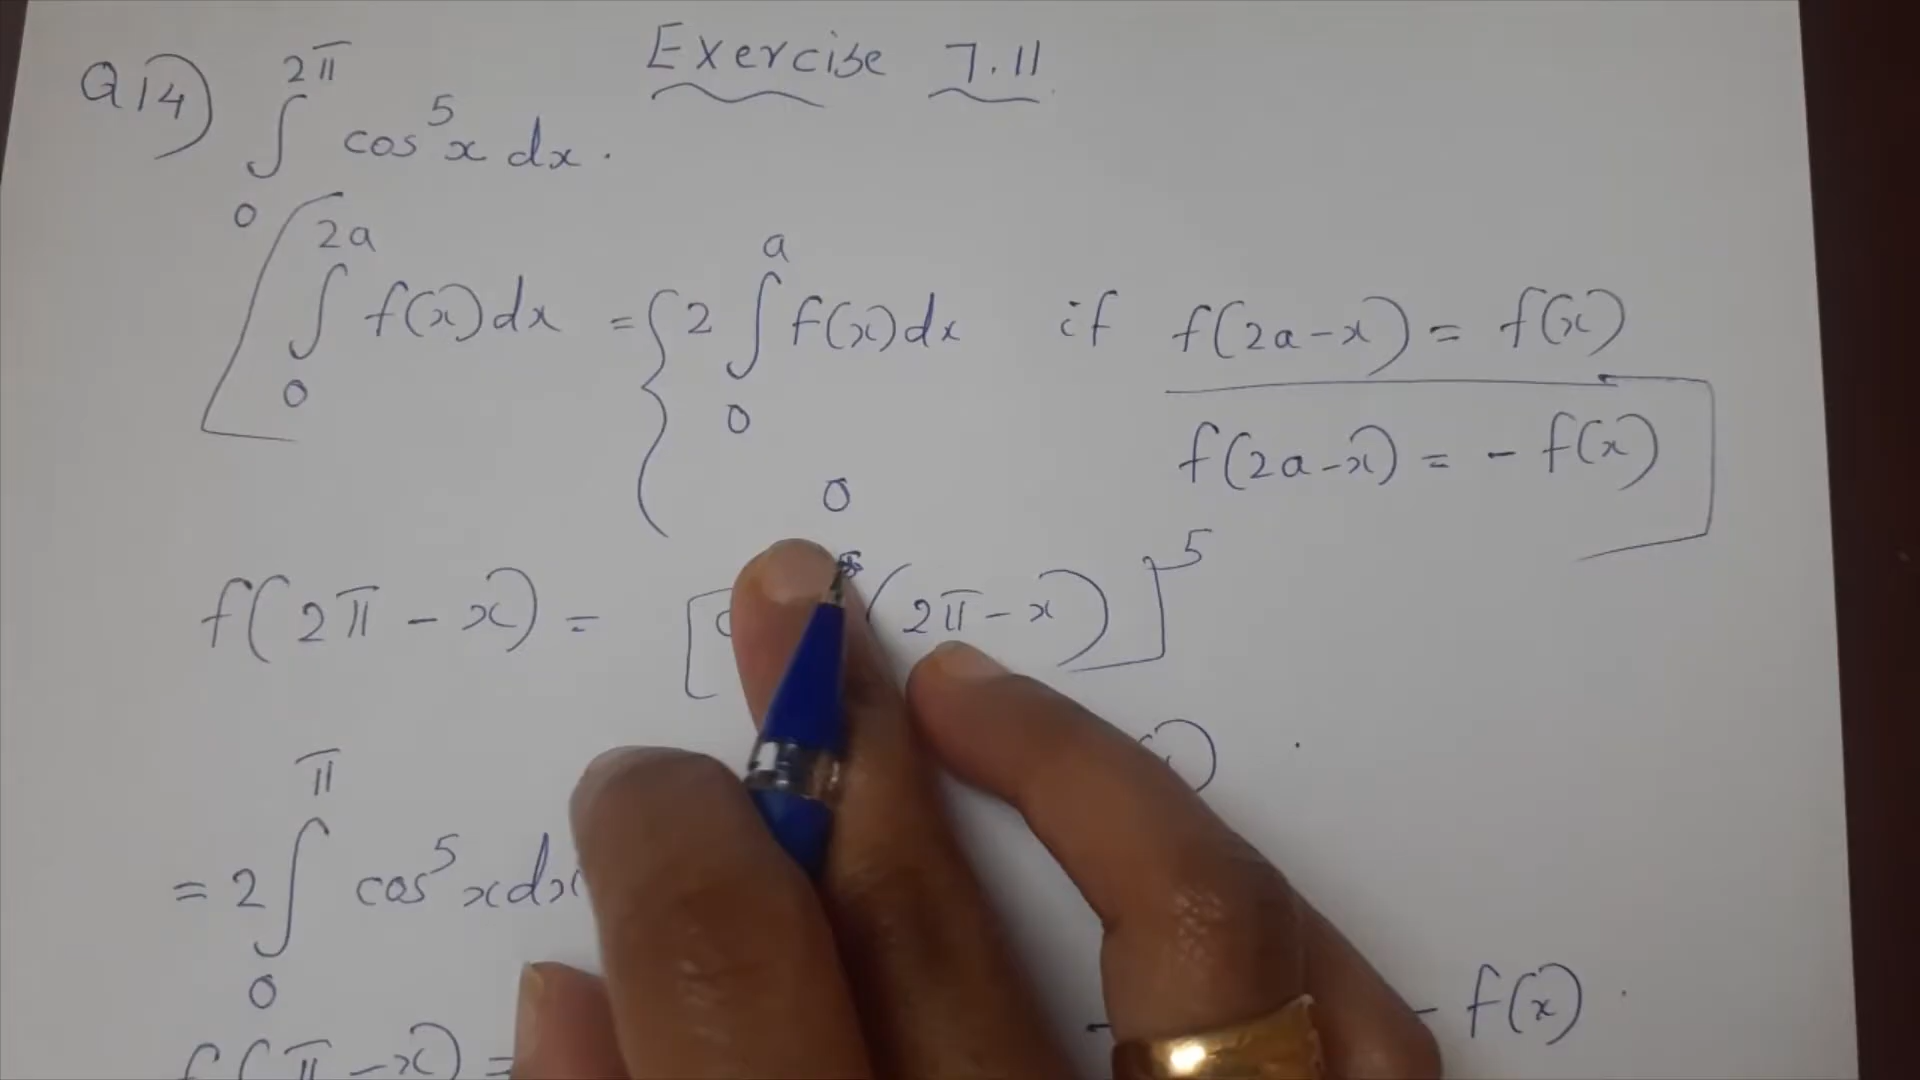 Exercise 7.11
Q14) ∫₀^{2π} cos⁵x dx.
∫₀^{2a} f(x)dx = { 2 ∫₀^{a} f(x)dx if f(2a-x) = f(x)
0 f(2a-x) = - f(x)
f(2π - x) = [ (2π - x) ]⁵
= 2 ∫₀^{π} cos⁵ x dx
- f(x).
f(π - x) =